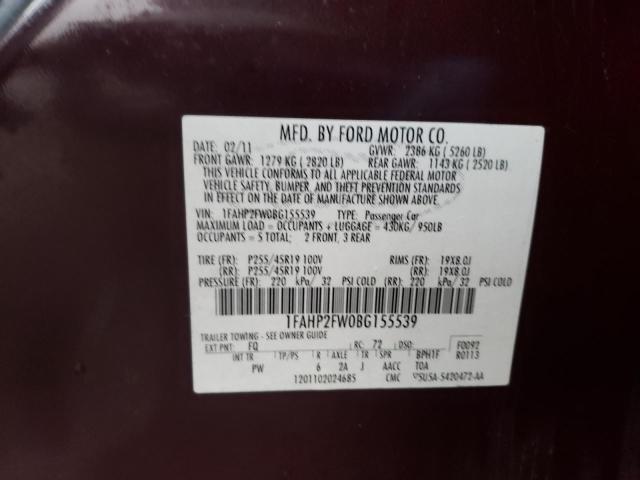 MFD. BY FORD MOTOR CO.
DATE: 02/11 GVWR: 2386 KG ( 5260 LB)
FRONT GAWR: 1279 KG ( 2820 LB) REAR GAWR: 1143 KG ( 2520 LB)
THIS VEHICLE CONFORMS TO ALL APPLICABLE FEDERAL MOTOR
VEHICLE SAFETY, BUMPER, AND THEFT PREVENTION STANDARDS
IN EFFECT ON THE DATE OF MANUFACTURE SHOWN ABOVE.
VIN: 1FAHP2FW0BG155539 TYPE: Passenger Car
MAXIMUM LOAD = OCCUPANTS + LUGGAGE = 430KG/ 950LB
OCCUPANTS = 5 TOTAL; 2 FRONT, 3 REAR
TIRE (FR): P255/45R19 100V RIMS (FR): 19X8.0J
(RR): P255/45R19 100V (RR): 19X8.0J
PRESSURE (FR): 220 kPa/ 32 PSI COLD (RR): 220 kPa/ 32 PSI COLD
1FAHP2FW0BG155539
TRAILER TOWING - SEE OWNER GUIDE
EXT PNT: FQ RC: 72 DSO: F0092
INT TR TP/PS R AXLE TR SPR BPH1F R0113
PW 6 2A J AACC TOA
1201102024685 CMC 5U5A-5420472-AA